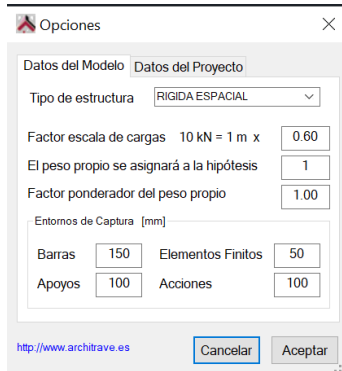 Opciones
Datos del Modelo Datos del Proyecto
Tipo de estructura RIGIDA ESPACIAL
Factor escala de cargas 10 kN = 1 m x 0.60
El peso propio se asignará a la hipótesis 1
Factor ponderador del peso propio 1.00
Entornos de Captura [mm]
Barras 150 Elementos Finitos 50
Apoyos 100 Acciones 100
http://www.architrave.es Cancelar Aceptar